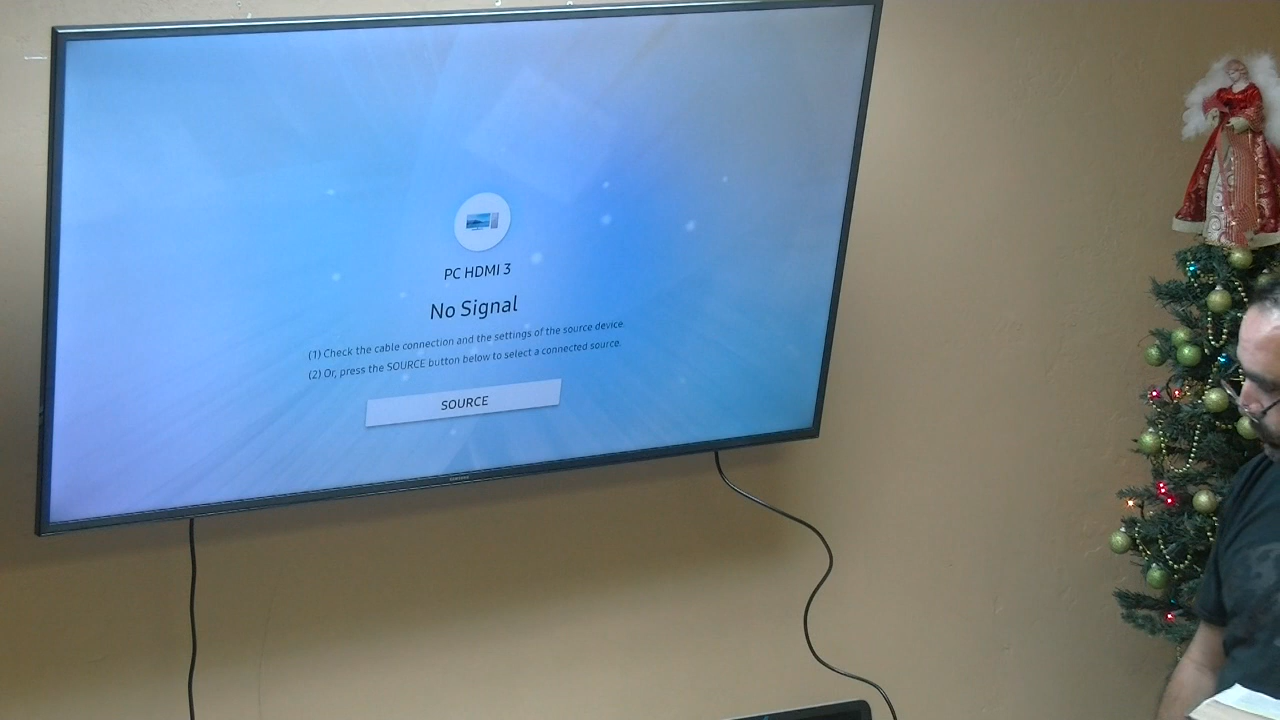 PC HDMI 3
No Signal
(1) Check the cable connection and the settings of the source device.
(2) Or, press the SOURCE button below to select a connected source.
SOURCE
SAMSUNG